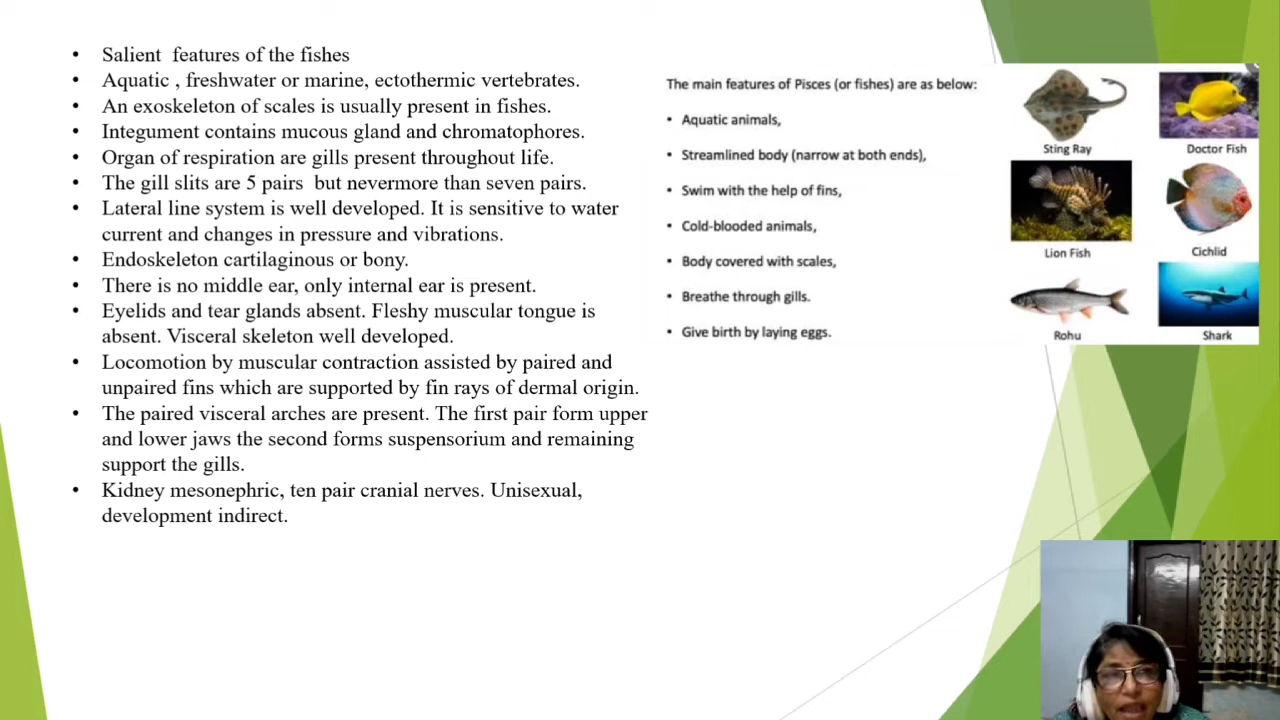 • Salient features of the fishes
• Aquatic , freshwater or marine, ectothermic vertebrates.
• An exoskeleton of scales is usually present in fishes.
• Integument contains mucous gland and chromatophores.
• Organ of respiration are gills present throughout life.
• The gill slits are 5 pairs but nevermore than seven pairs.
• Lateral line system is well developed. It is sensitive to water
current and changes in pressure and vibrations.
• Endoskeleton cartilaginous or bony.
• There is no middle ear, only internal ear is present.
• Eyelids and tear glands absent. Fleshy muscular tongue is
absent. Visceral skeleton well developed.
• Locomotion by muscular contraction assisted by paired and
unpaired fins which are supported by fin rays of dermal origin.
• The paired visceral arches are present. The first pair form upper
and lower jaws the second forms suspensorium and remaining
support the gills.
• Kidney mesonephric, ten pair cranial nerves. Unisexual,
development indirect.
The main features of Pisces (or fishes) are as below:
• Aquatic animals,
• Streamlined body (narrow at both ends),
• Swim with the help of fins,
• Cold-blooded animals,
• Body covered with scales,
• Breathe through gills.
• Give birth by laying eggs.
Sting Ray
Doctor Fish
Lion Fish
Cichlid
Rohu
Shark